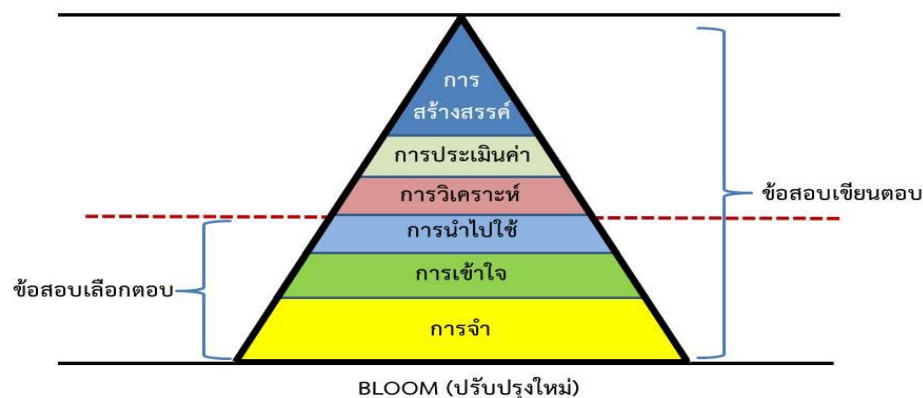 การ
สร้างสรรค์
การประเมินค่า
การวิเคราะห์
ข้อสอบเขียนตอบ
การนำไปใช้
การเข้าใจ
ข้อสอบเลือกตอบ
การจำ
BLOOM (ปรับปรุงใหม่)